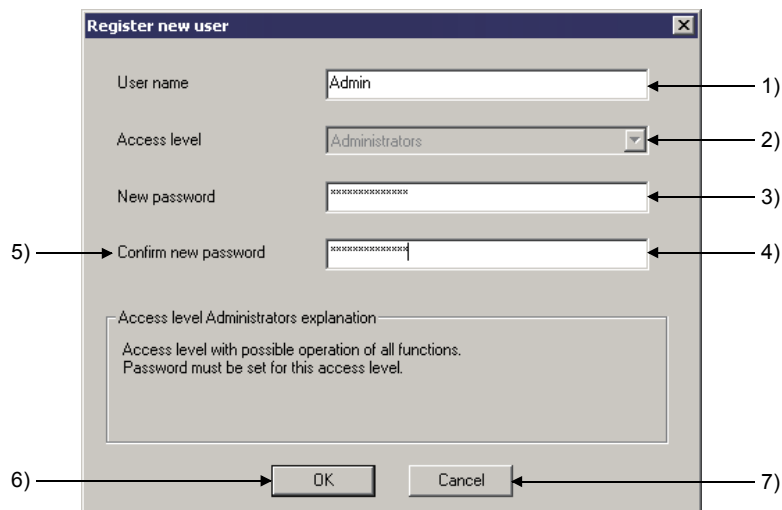 Register new user
User name Admin 1)
Access level Administrators 2)
New password ************** 3)
5) Confirm new password ************** 4)
Access level Administrators explanation
Access level with possible operation of all functions.
Password must be set for this access level.
6) OK Cancel 7)